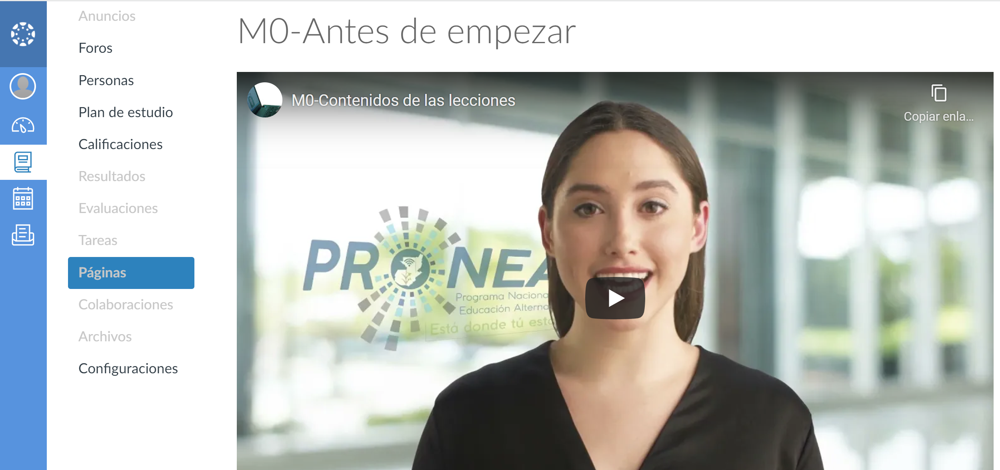 Anuncios
Foros
Personas
Plan de estudio
Calificaciones
Resultados
Evaluaciones
Tareas
Páginas
Colaboraciones
Archivos
Configuraciones
M0-Antes de empezar
M0-Contenidos de las lecciones
Copiar enla...
PRONEA
Programa Naciona
Educación Alterna
Está donde tú esta